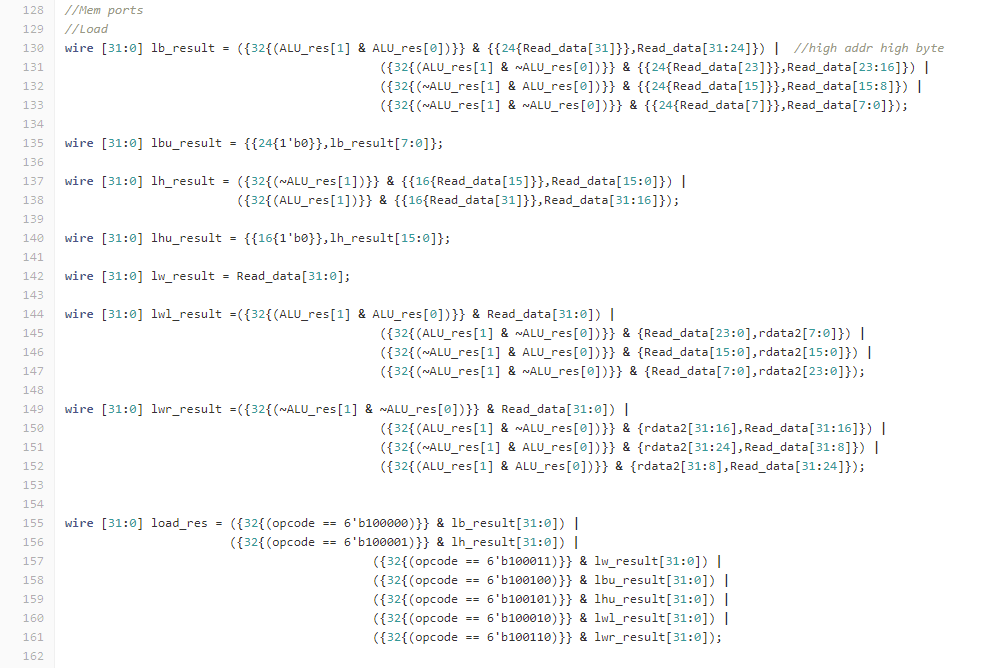 128 //Mem ports
129 //Load
130 wire [31:0] lb_result = ({32{(ALU_res[1] & ALU_res[0])}} & {{24{Read_data[31]}},Read_data[31:24]}) |  //high addr high byte
131 ({32{(ALU_res[1] & ~ALU_res[0])}} & {{24{Read_data[23]}},Read_data[23:16]}) |
132 ({32{(~ALU_res[1] & ALU_res[0])}} & {{24{Read_data[15]}},Read_data[15:8]}) |
133 ({32{(~ALU_res[1] & ~ALU_res[0])}} & {{24{Read_data[7]}},Read_data[7:0]});
134
135 wire [31:0] lbu_result = {{24{1'b0}},lb_result[7:0]};
136
137 wire [31:0] lh_result = ({32{(~ALU_res[1])}} & {{16{Read_data[15]}},Read_data[15:0]}) |
138 ({32{(ALU_res[1])}} & {{16{Read_data[31]}},Read_data[31:16]});
139
140 wire [31:0] lhu_result = {{16{1'b0}},lh_result[15:0]};
141
142 wire [31:0] lw_result = Read_data[31:0];
143
144 wire [31:0] lwl_result =({32{(ALU_res[1] & ALU_res[0])}} & Read_data[31:0]) |
145 ({32{(ALU_res[1] & ~ALU_res[0])}} & {Read_data[23:0],rdata2[7:0]}) |
146 ({32{(~ALU_res[1] & ALU_res[0])}} & {Read_data[15:0],rdata2[15:0]}) |
147 ({32{(~ALU_res[1] & ~ALU_res[0])}} & {Read_data[7:0],rdata2[23:0]});
148
149 wire [31:0] lwr_result =({32{(~ALU_res[1] & ~ALU_res[0])}} & Read_data[31:0]) |
150 ({32{(ALU_res[1] & ~ALU_res[0])}} & {rdata2[31:16],Read_data[31:16]}) |
151 ({32{(~ALU_res[1] & ALU_res[0])}} & {rdata2[31:24],Read_data[31:8]}) |
152 ({32{(ALU_res[1] & ALU_res[0])}} & {rdata2[31:8],Read_data[31:24]});
153
154
155 wire [31:0] load_res = ({32{(opcode == 6'b100000)}} & lb_result[31:0]) |
156 ({32{(opcode == 6'b100001)}} & lh_result[31:0]) |
157 ({32{(opcode == 6'b100011)}} & lw_result[31:0]) |
158 ({32{(opcode == 6'b100100)}} & lbu_result[31:0]) |
159 ({32{(opcode == 6'b100101)}} & lhu_result[31:0]) |
160 ({32{(opcode == 6'b100010)}} & lwl_result[31:0]) |
161 ({32{(opcode == 6'b100110)}} & lwr_result[31:0]);
162